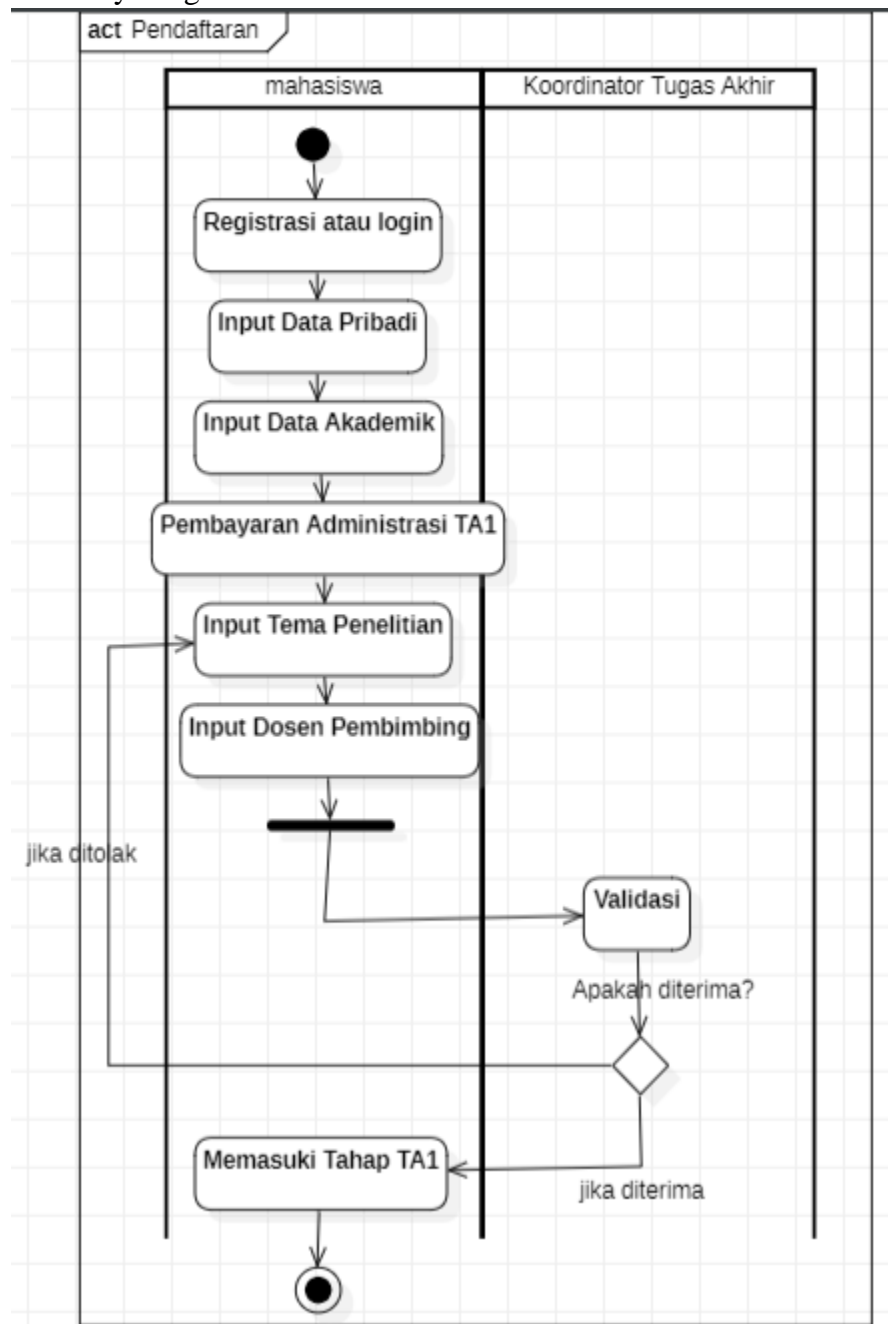 act Pendaftaran
mahasiswa
Koordinator Tugas Akhir
Registrasi atau login
Input Data Pribadi
Input Data Akademik
Pembayaran Administrasi TA1
Input Tema Penelitian
Input Dosen Pembimbing
jika ditolak
Validasi
Apakah diterima?
Memasuki Tahap TA1
jika diterima